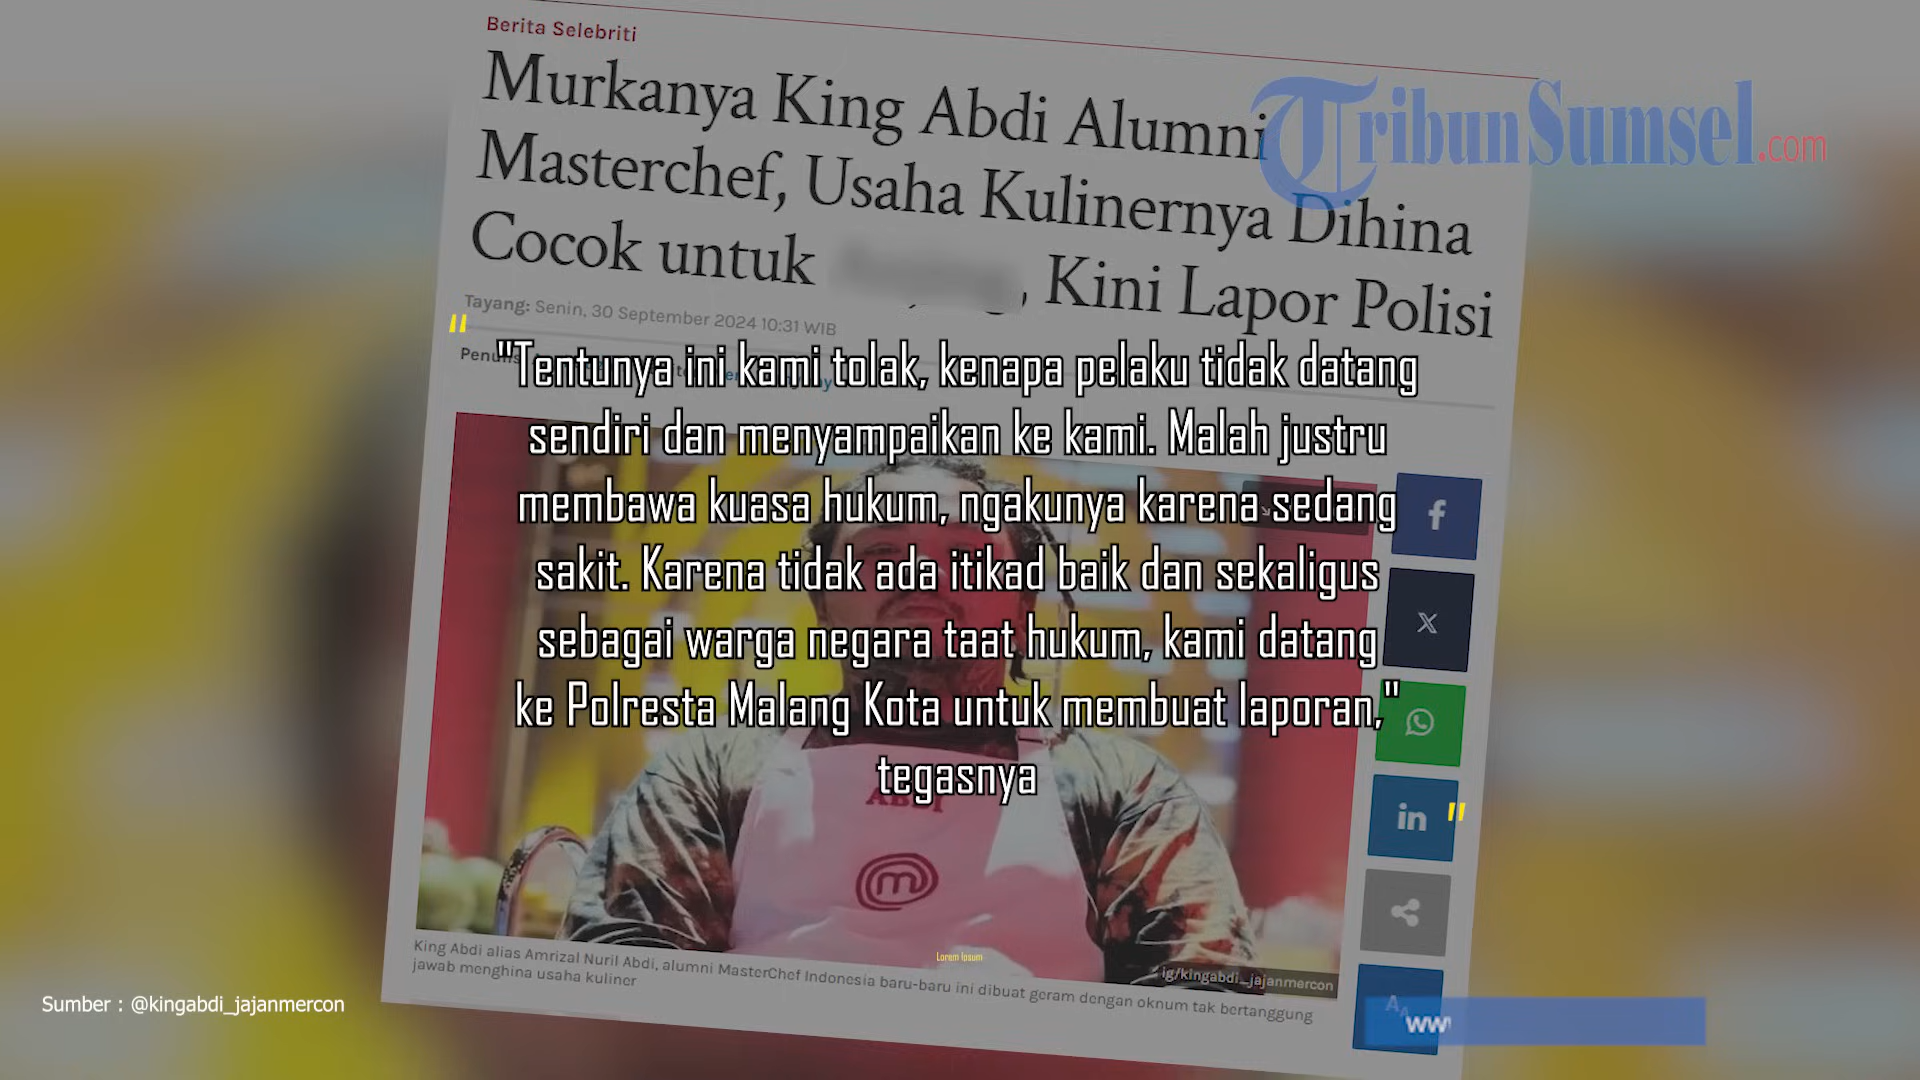 Berita Selebriti
Murkanya King Abdi Alumni
TribunSumsel.com
Masterchef, Usaha Kulinernya Dihina
Cocok untuk , Kini Lapor Polisi
Tayang: Senin, 30 September 2024 10:31 WIB
"
"Tentunya ini kami tolak, kenapa pelaku tidak datang
sendiri dan menyampaikan ke kami. Malah justru
membawa kuasa hukum, ngakunya karena sedang
sakit. Karena tidak ada itikad baik dan sekaligus
sebagai warga negara taat hukum, kami datang
ke Polresta Malang Kota untuk membuat laporan,"
tegasnya
"
ABDI
in
King Abdi alias Amrizal Nuril Abdi, alumni MasterChef Indonesia baru-baru ini dibuat geram dengan oknum tak bertanggung
jawab menghina usaha kuliner
Lorem Ipsum
ig/kingabdi_jajanmercon
Sumber : @kingabdi_jajanmercon
AA